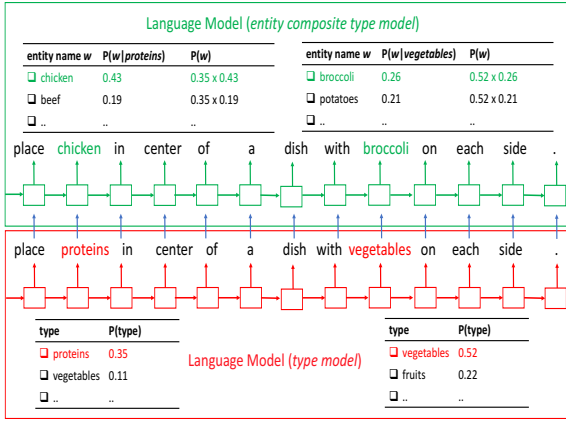 Language Model (entity composite type model)
entity name w P(w|proteins) P(w)
chicken 0.43 0.35 x 0.43
beef 0.19 0.35 x 0.19
.. .. ..
entity name w P(w|vegetables) P(w)
broccoli 0.26 0.52 x 0.26
potatoes 0.21 0.52 x 0.21
.. .. ..
place chicken in center of a dish with broccoli on each side .
place proteins in center of a dish with vegetables on each side .
type P(type)
proteins 0.35
vegetables 0.11
.. ..
Language Model (type model)
type P(type)
vegetables 0.52
fruits 0.22
.. ..